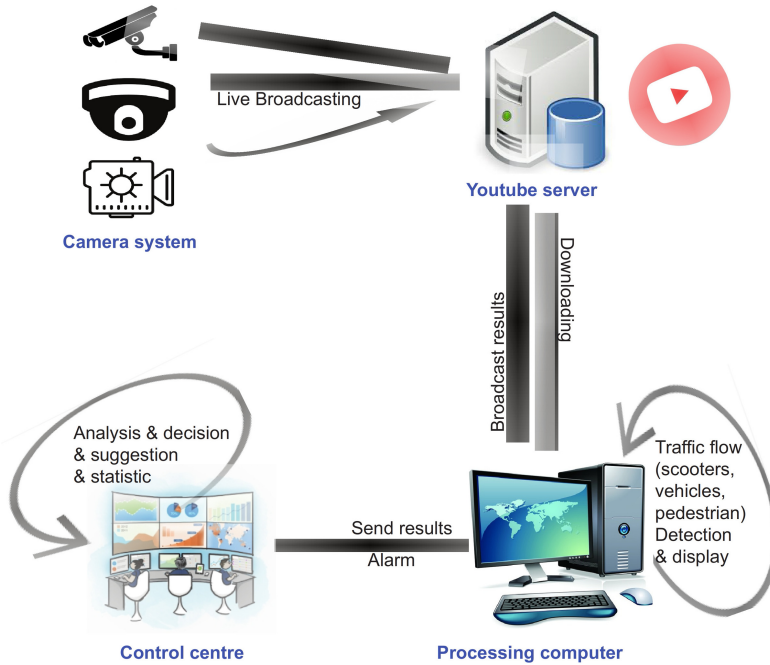 Live Broadcasting
Youtube server
Camera system
Broadcast results
Downloading
Analysis & decision
& suggestion
& statistic
Traffic flow
(scooters,
vehicles,
pedestrian)
Detection
& display
Send results
Alarm
Control centre
Processing computer